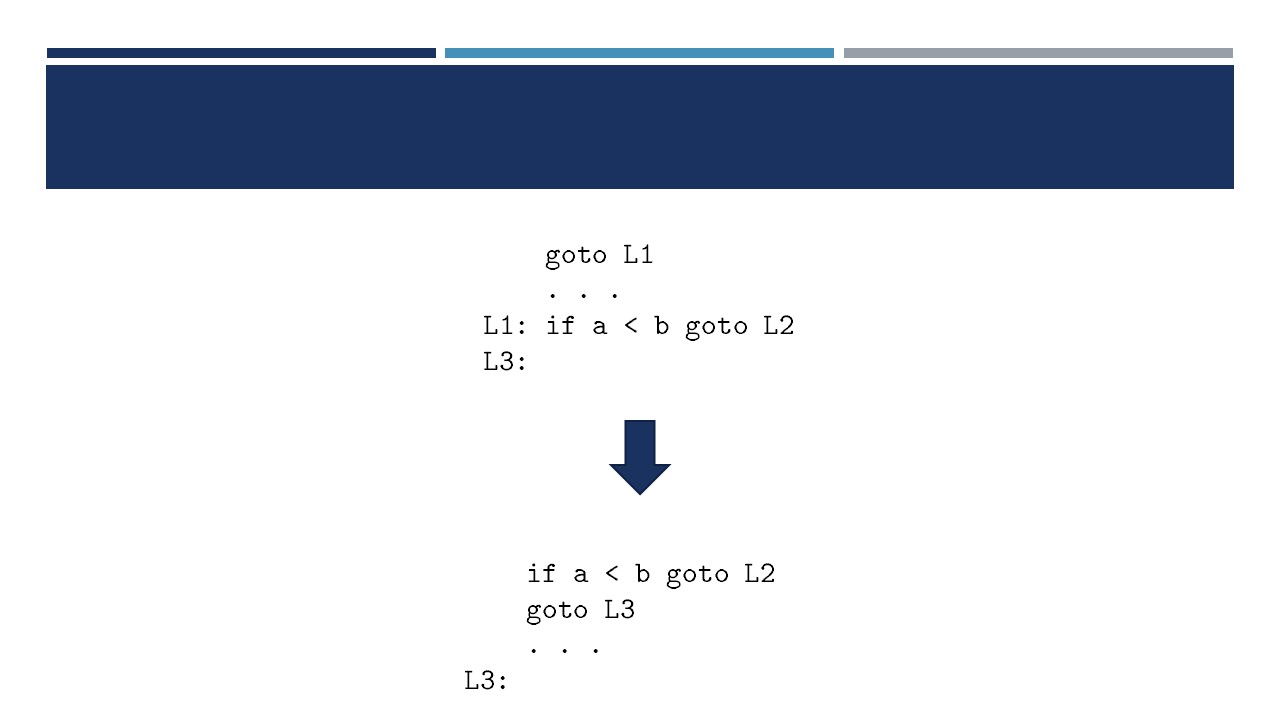 goto L1
. . .
L1: if a < b goto L2
L3:
if a < b goto L2
goto L3
. . .
L3: